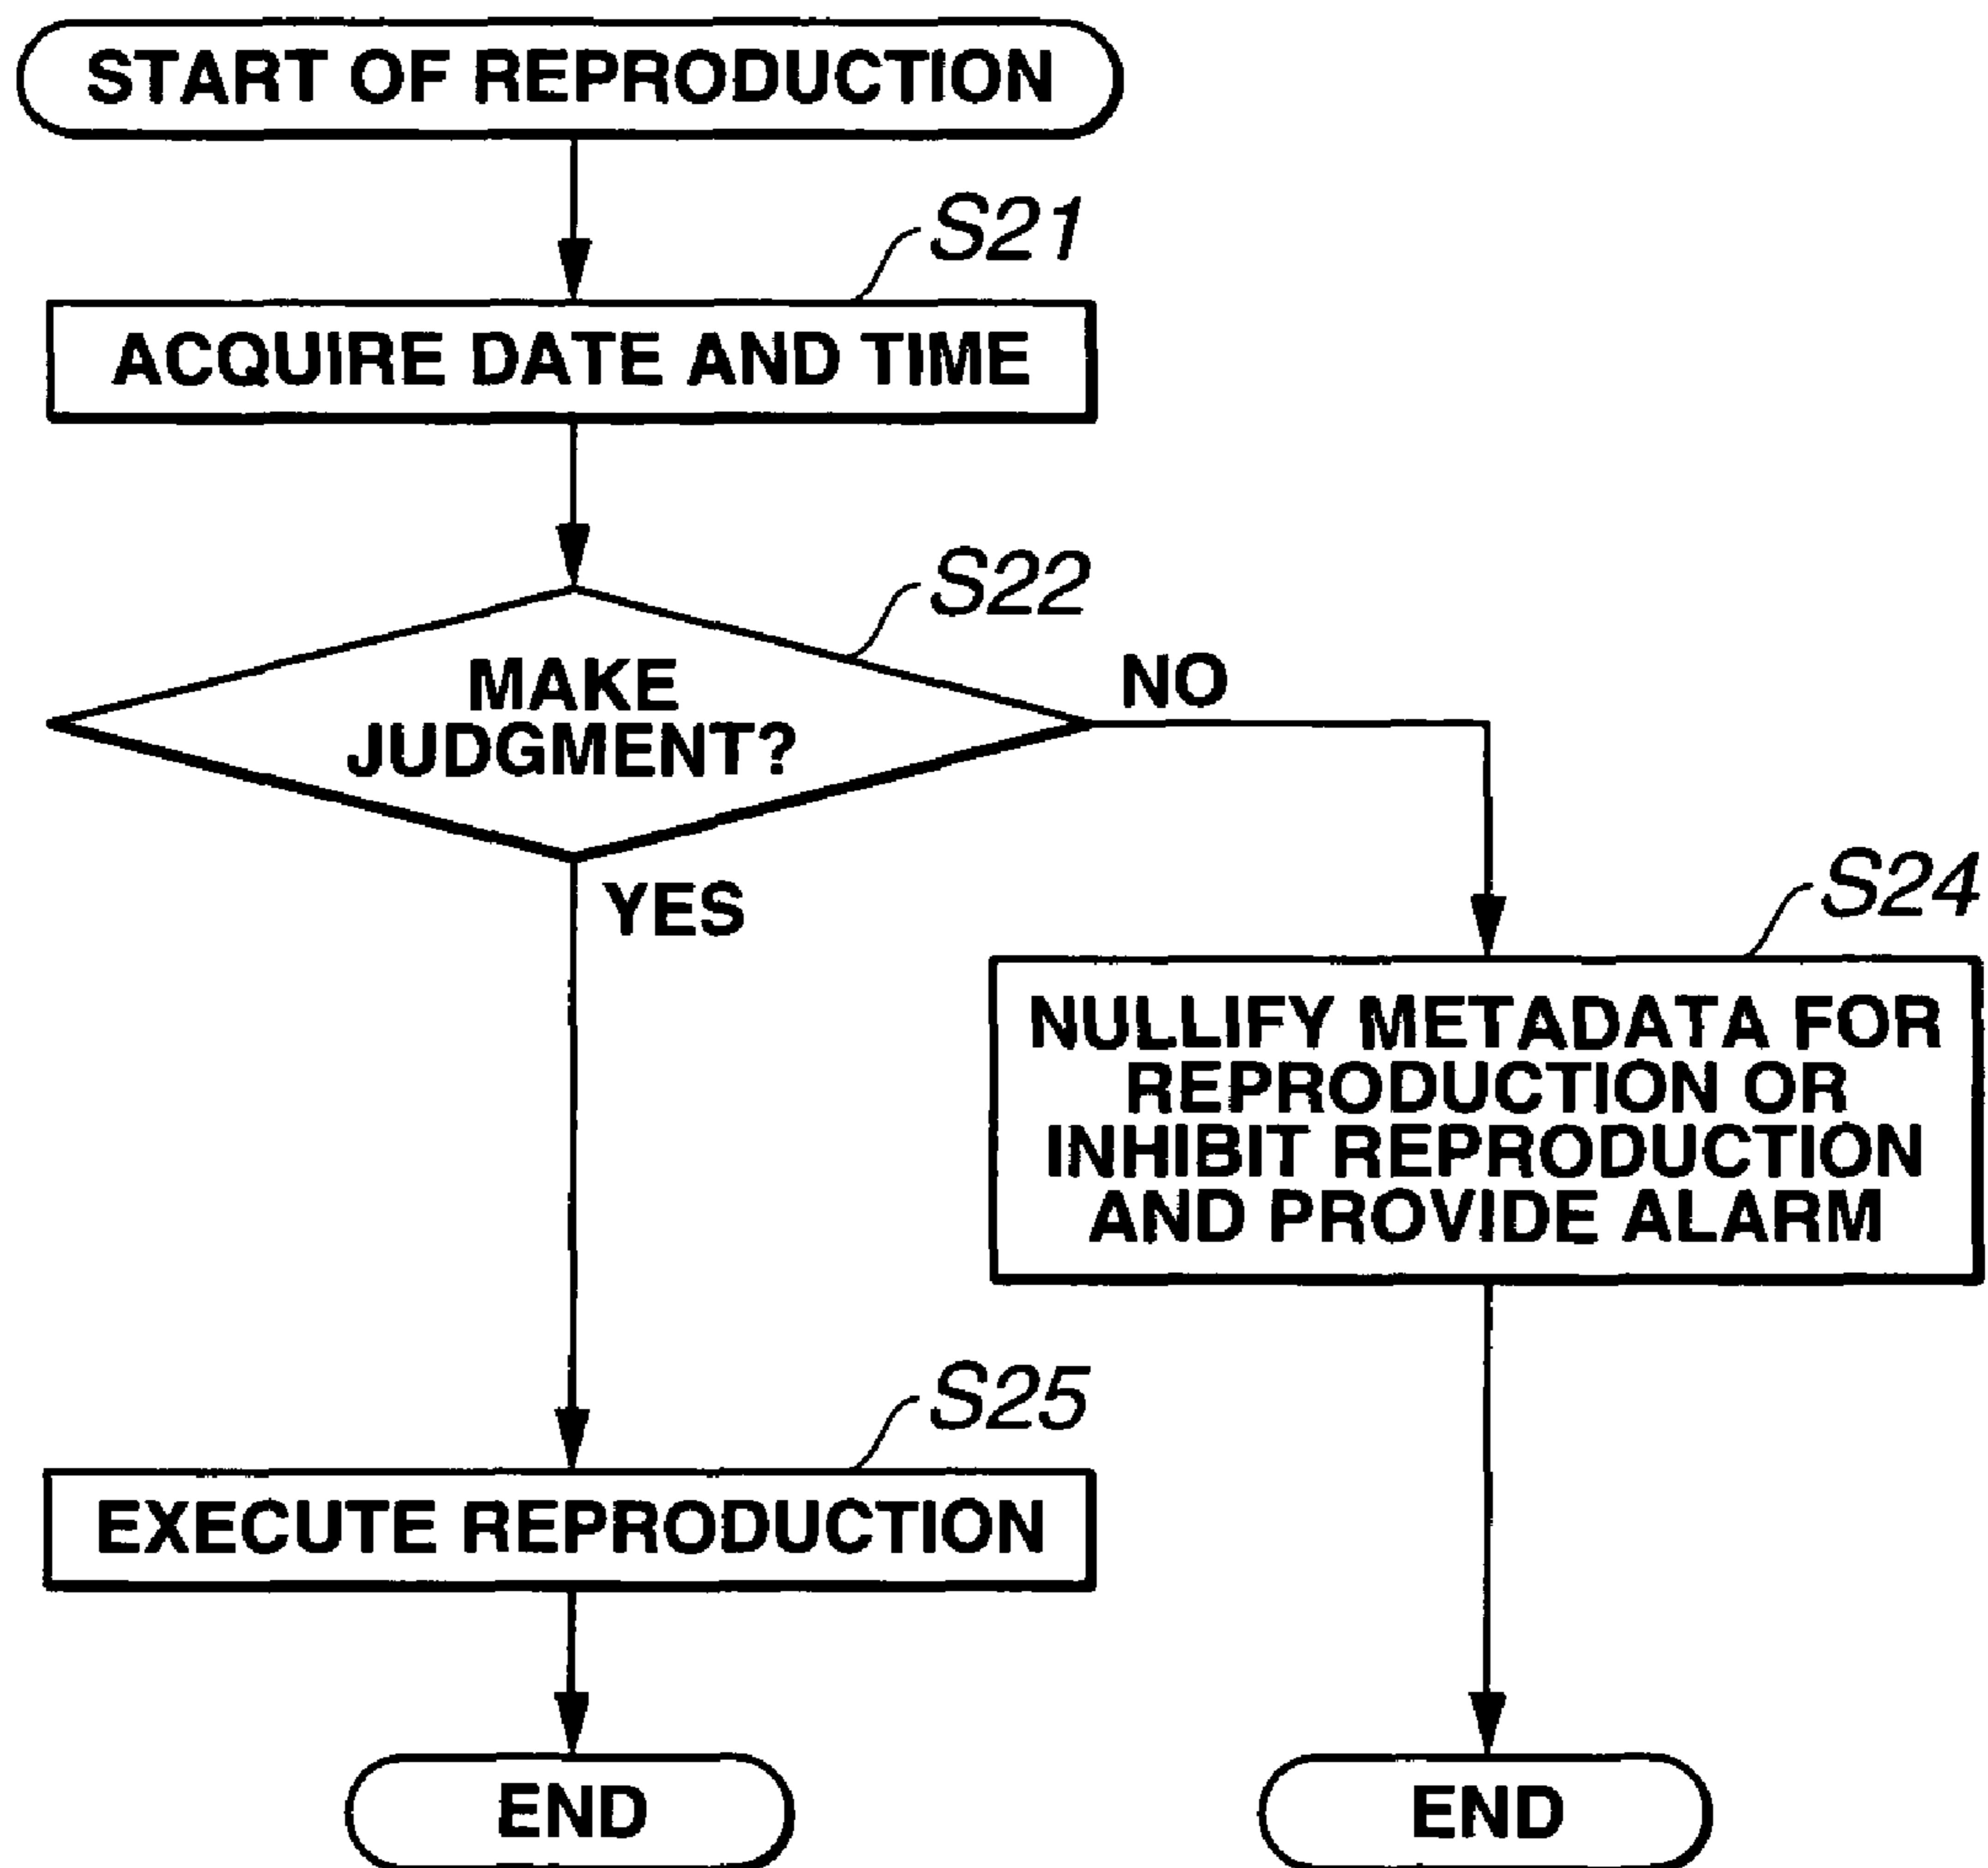 START OF REPRODUCTION
S21
ACQUIRE DATE AND TIME
S22
MAKE
JUDGMENT?
NO
YES
S24
NULLIFY METADATA FOR
REPRODUCTION OR
INHIBIT REPRODUCTION
AND PROVIDE ALARM
S25
EXECUTE REPRODUCTION
END
END